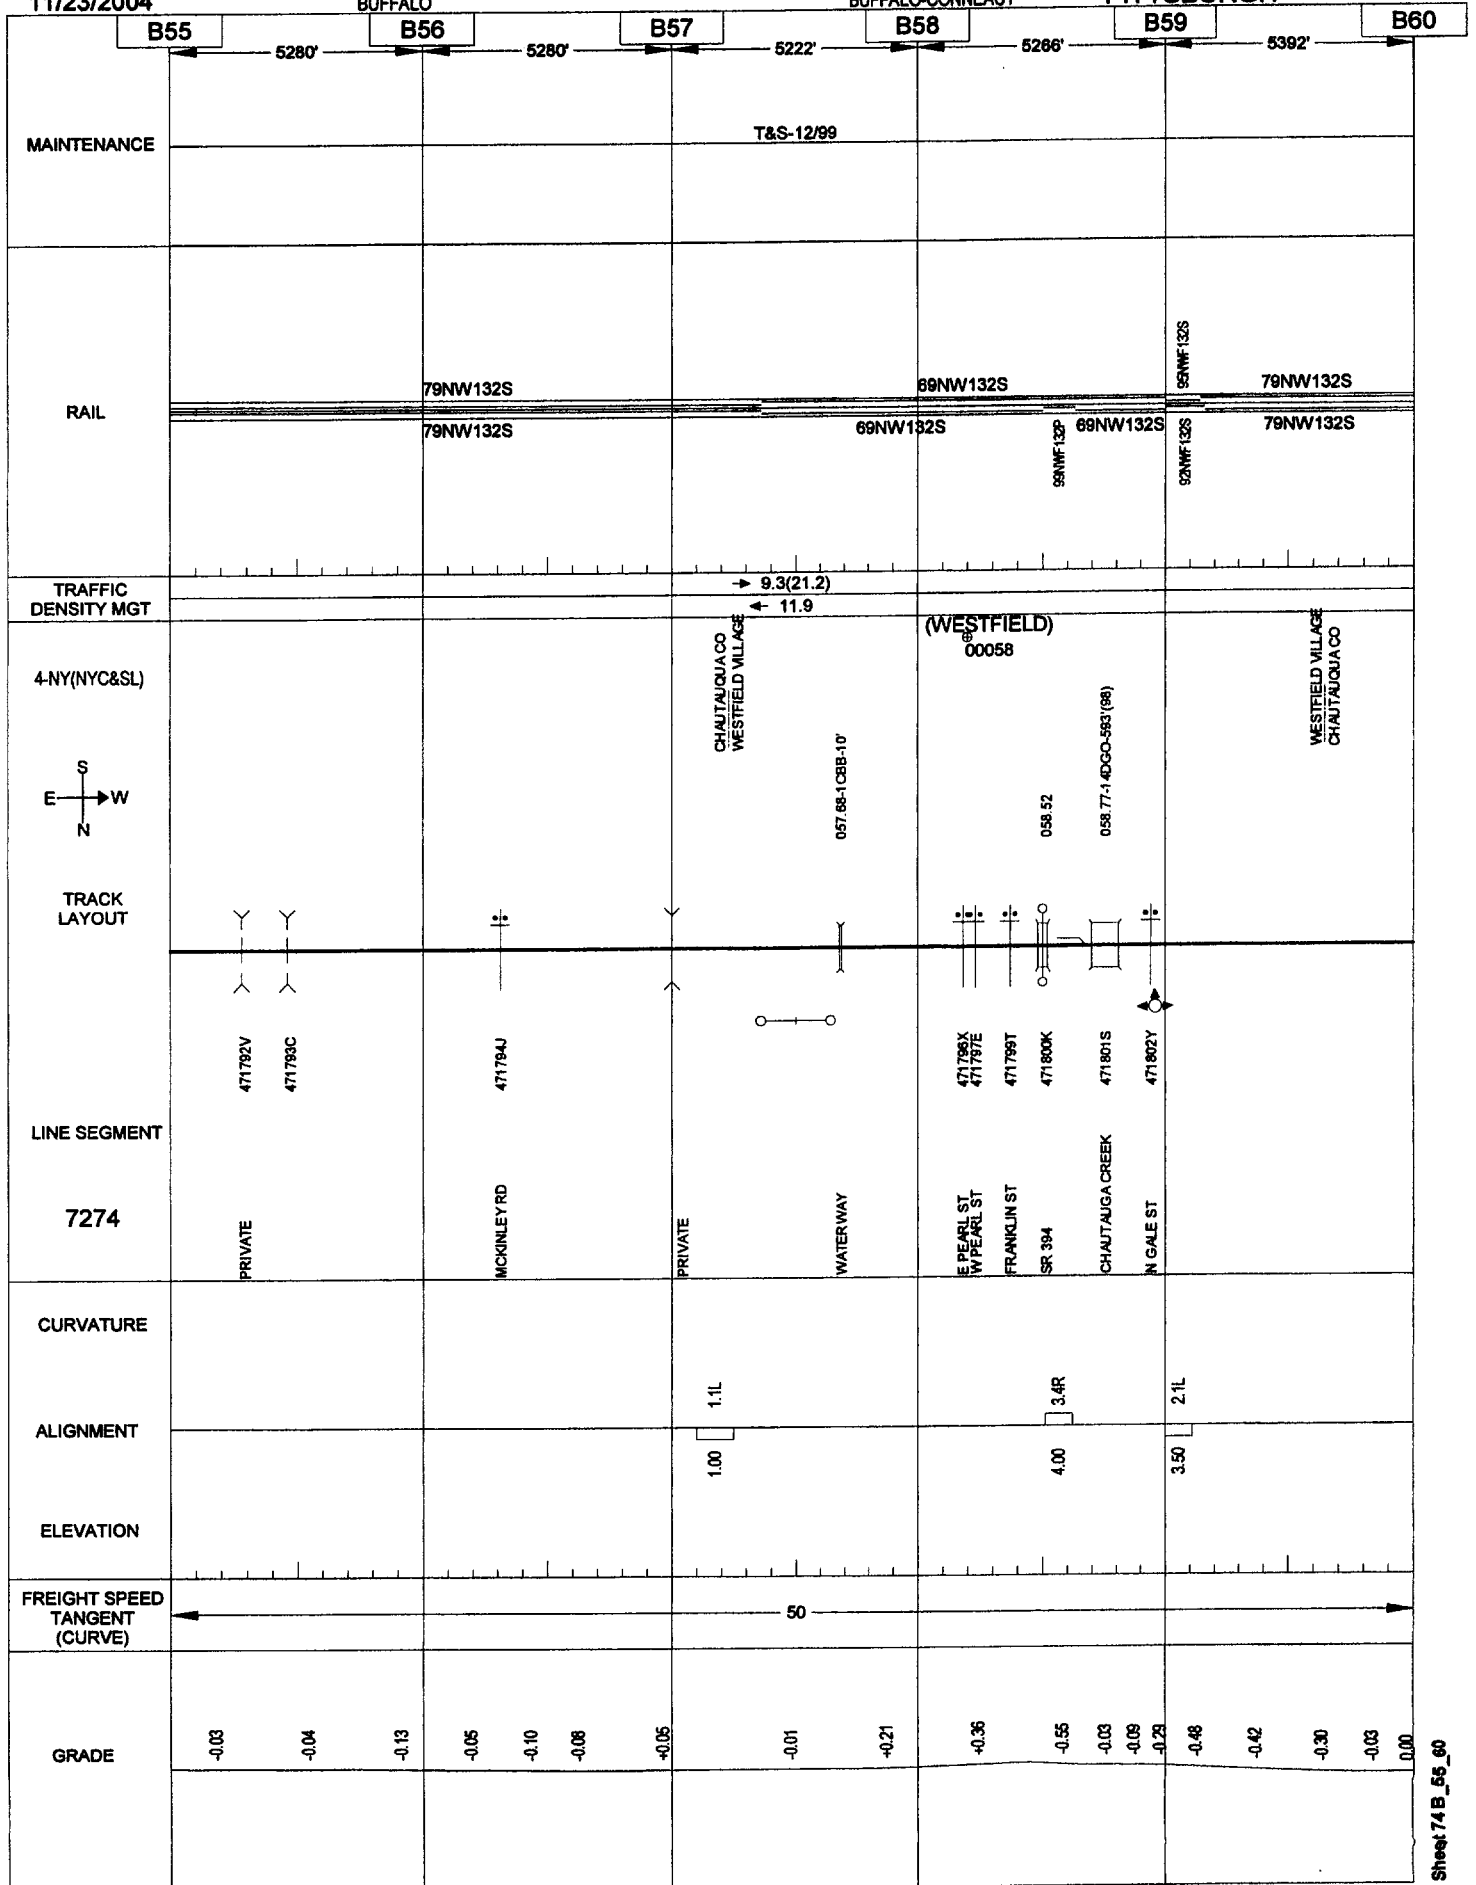 11/23/2004
BUFFALO
BUFFALO-CONNEAUT
PITTSBURGH
B55
B56
B57
B58
B59
B60
5280'
5280'
5222'
5266'
5392'
MAINTENANCE
T&S-12/99
RAIL
79NW132S
69NW132S
95NWF132S
79NW132S
79NW132S
69NW132S
99NWF132P
69NW132S
92NWF132S
79NW132S
TRAFFIC
DENSITY MGT
9.3(21.2)
11.9
4-NY(NYC&SL)
CHAUTAUQUA CO
WESTFIELD VILLAGE
(WESTFIELD)
00058
WESTFIELD VILLAGE
CHAUTAUQUA CO
S
E
W
N
057.68-1CBB-10'
058.52
058.77-14DGO-593'(98)
TRACK
LAYOUT
471792V
471793C
471794J
471796X
471797E
471799T
471800K
471801S
471802Y
LINE SEGMENT
7274
PRIVATE
MCKINLEY RD
PRIVATE
WATERWAY
E PEARL ST
W PEARL ST
FRANKLIN ST
SR 394
CHAUTAUGA CREEK
N GALE ST
CURVATURE
1.1L
3.4R
2.1L
ALIGNMENT
1.00
4.00
3.50
ELEVATION
FREIGHT SPEED
TANGENT
(CURVE)
50
GRADE
-0.03
-0.04
-0.13
-0.05
-0.10
-0.08
+0.05
-0.01
+0.21
+0.36
-0.55
-0.03
-0.09
-0.29
-0.48
-0.42
-0.30
-0.03
0.00
Sheet 74 B_55_60